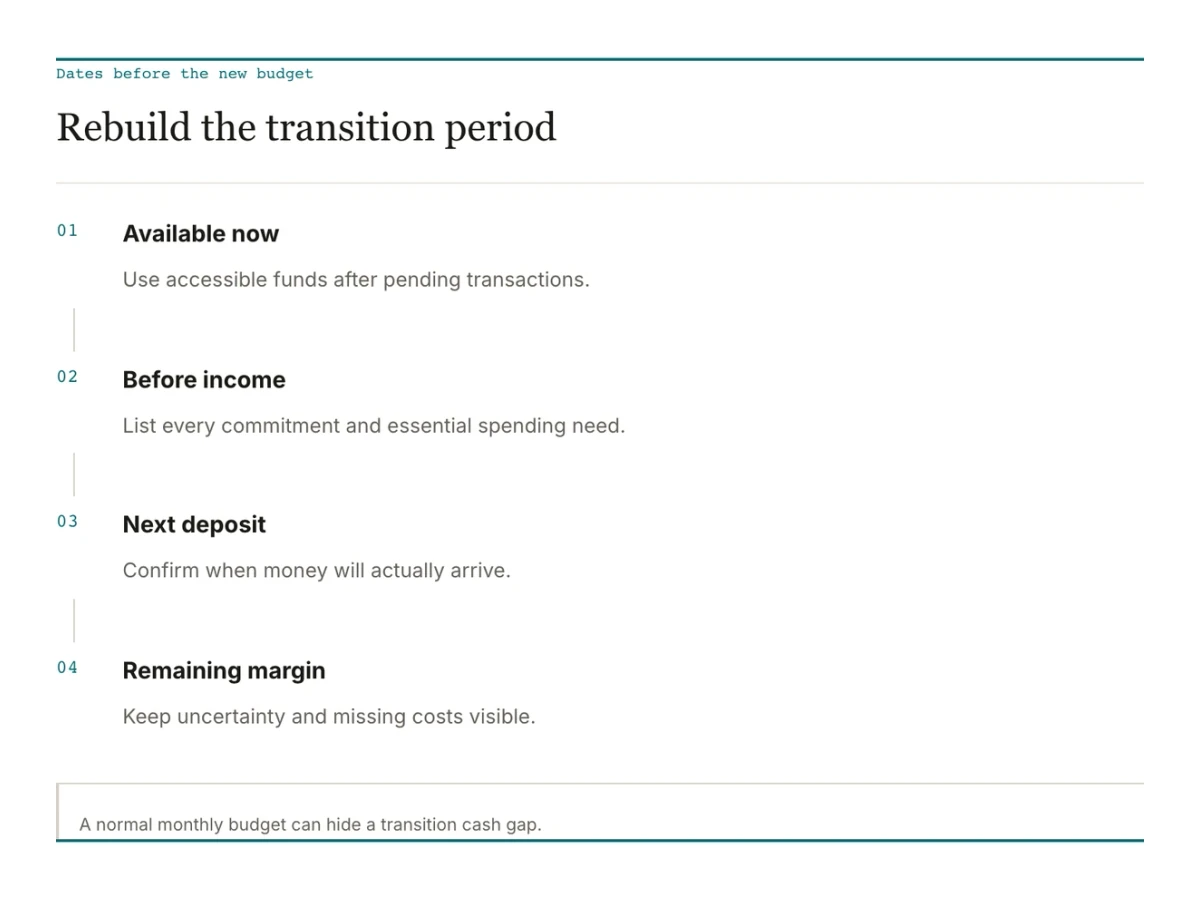 Dates before the new budget
Rebuild the transition period
01
Available now
Use accessible funds after pending transactions.
02
Before income
List every commitment and essential spending need.
03
Next deposit
Confirm when money will actually arrive.
04
Remaining margin
Keep uncertainty and missing costs visible.
A normal monthly budget can hide a transition cash gap.